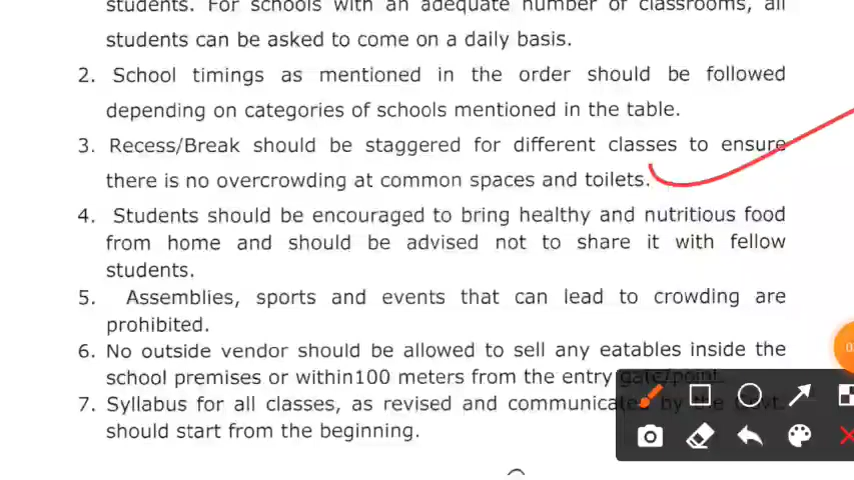 students. For schools with an adequate number of classrooms, all
students can be asked to come on a daily basis.
2. School timings as mentioned in the order should be followed
depending on categories of schools mentioned in the table.
3. Recess/Break should be staggered for different classes to ensure
there is no overcrowding at common spaces and toilets.
4. Students should be encouraged to bring healthy and nutritious food
from home and should be advised not to share it with fellow
students.
5. Assemblies, sports and events that can lead to crowding are
prohibited.
6. No outside vendor should be allowed to sell any eatables inside the
school premises or within100 meters from the entry gate/point.
7. Syllabus for all classes, as revised and communicated by the Govt.
should start from the beginning.